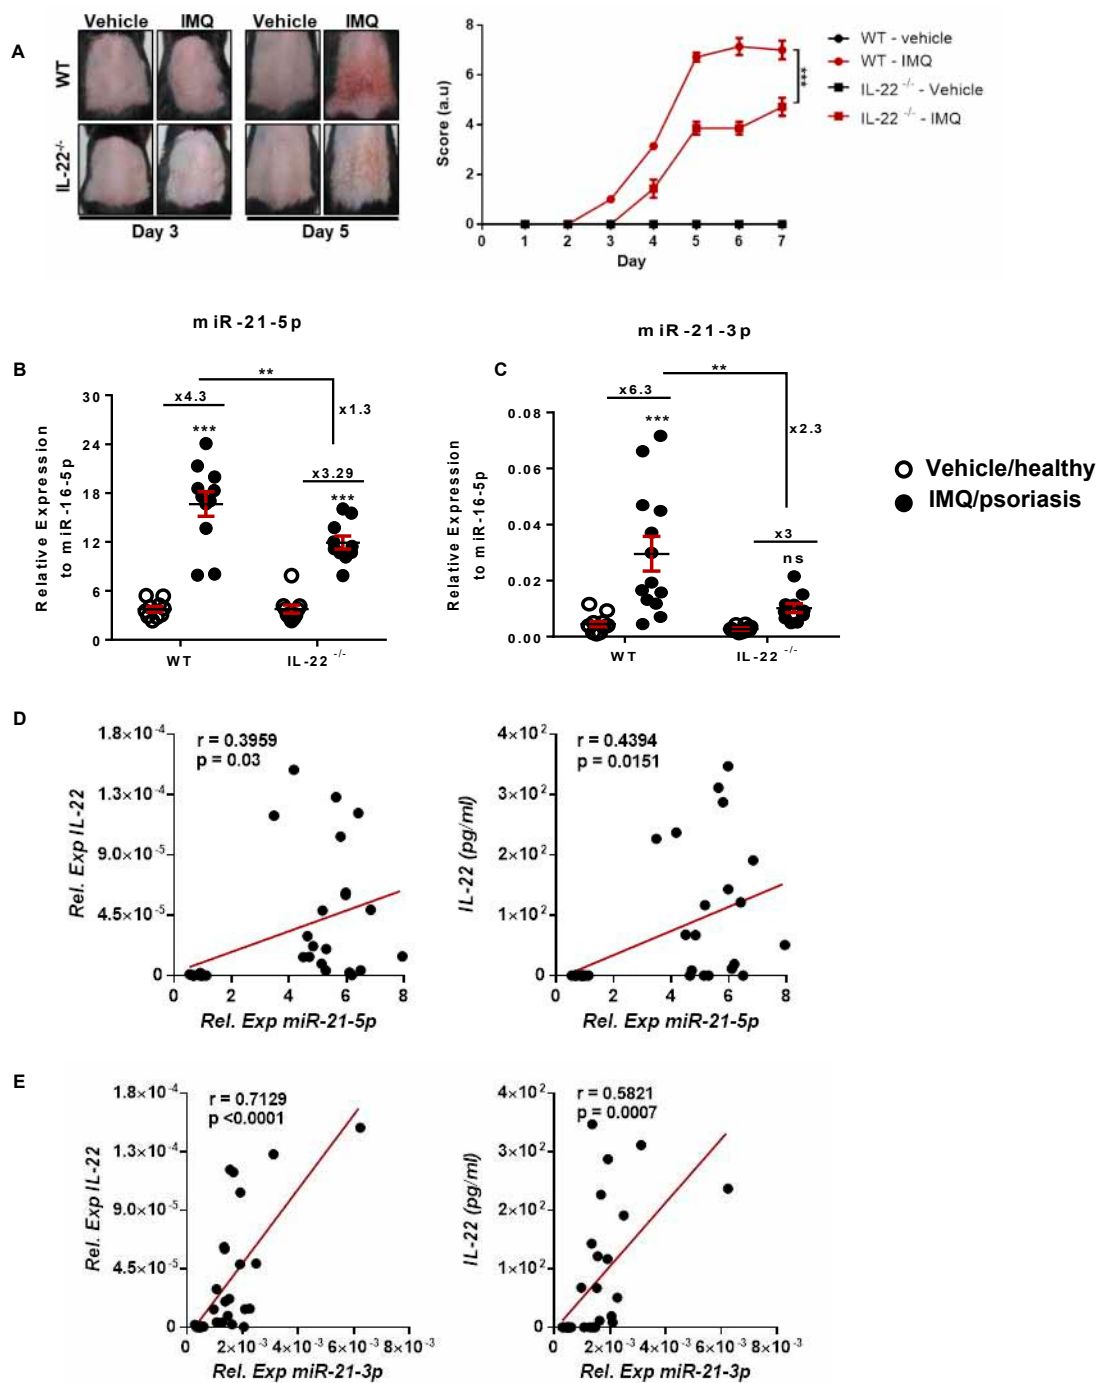 A
Vehicle IMQ Vehicle IMQ
WT
IL-22-/-
Day 3 Day 5
Score (a.u)
8
6
4
2
0
0 1 2 3 4 5 6 7
Day
***
WT - vehicle
WT - IMQ
IL-22 -/- - Vehicle
IL-22 -/- - IMQ
B
miR-21-5p
Relative Expression
to miR-16-5p
30
24
18
12
6
0
**
x4.3
x1.3
***
x3.29
***
WT IL-22 -/-
C
miR-21-3p
Relative Expression
to miR-16-5p
0.08
0.06
0.04
0.02
0.00
**
x6.3
***
x2.3
x3
ns
WT IL-22 -/-
Vehicle/healthy
IMQ/psoriasis
D
Rel. Exp IL-22
1.8×10-4
1.3×10-4
9.0×10-5
4.5×10-5
0
r = 0.3959
p = 0.03
0 2 4 6 8
Rel. Exp miR-21-5p
IL-22 (pg/ml)
4×102
3×102
2×102
1×102
0
r = 0.4394
p = 0.0151
0 2 4 6 8
Rel. Exp miR-21-5p
E
Rel. Exp IL-22
1.8×10-4
1.3×10-4
9.0×10-5
4.5×10-5
0
r = 0.7129
p <0.0001
0 2×10-3 4×10-3 6×10-3 8×10-3
Rel. Exp miR-21-3p
IL-22 (pg/ml)
4×102
3×102
2×102
1×102
0
r = 0.5821
p = 0.0007
0 2×10-3 4×10-3 6×10-3 8×10-3
Rel. Exp miR-21-3p